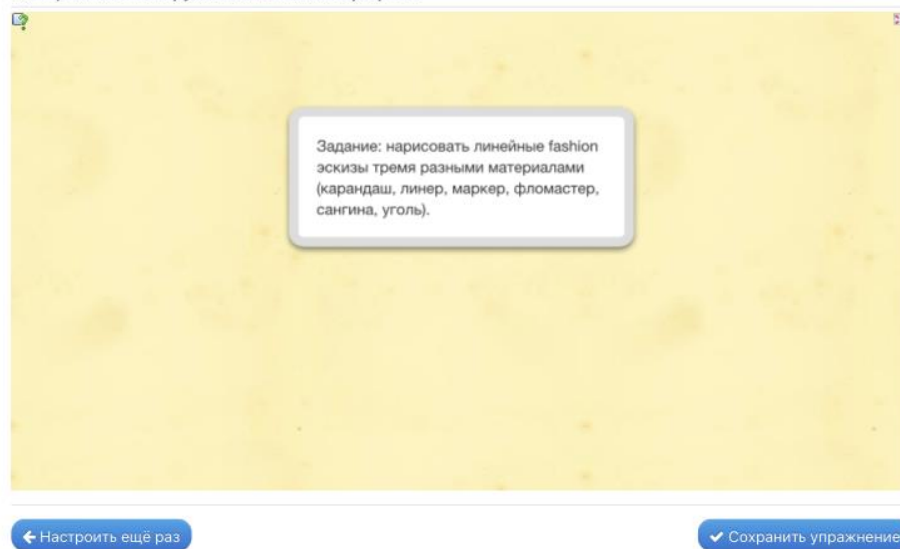 Задание: нарисовать линейные fashion
эскизы тремя разными материалами
(карандаш, линер, маркер, фломастер,
сангина, уголь).
Настроить ещё раз
Сохранить упражнение